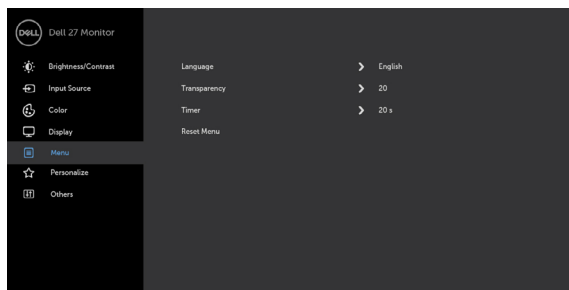 DELL Dell 27 Monitor
Brightness/Contrast
Input Source
Color
Display
Menu
Personalize
Others
Language English
Transparency 20
Timer 20 s
Reset Menu